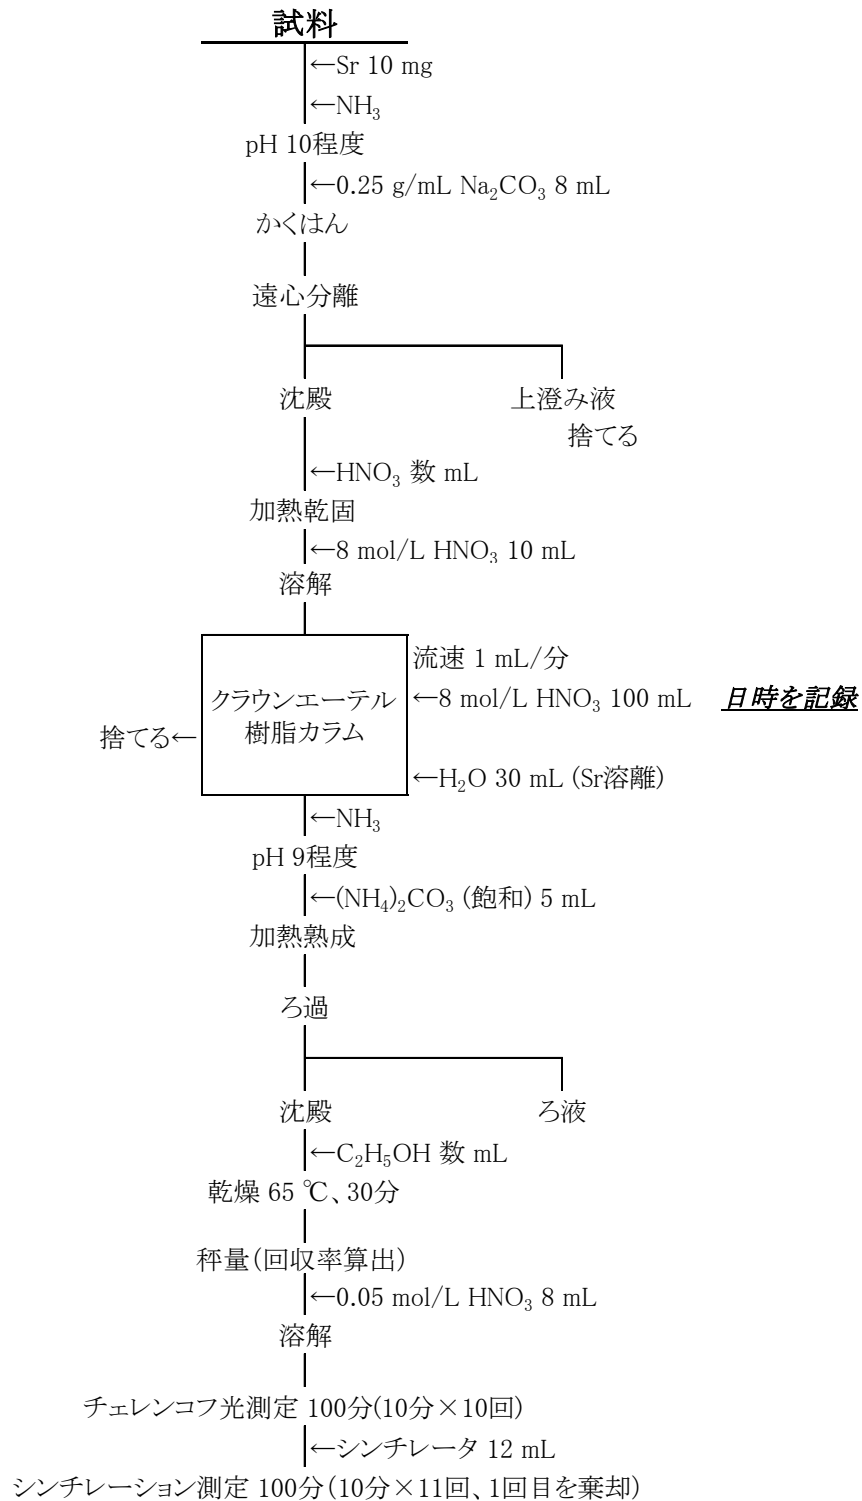 試料
←Sr 10 mg
←NH₃
pH 10程度
←0.25 g/mL Na₂CO₃ 8 mL
かくはん
遠心分離
沈殿 上澄み液
捨てる
←HNO₃ 数 mL
加熱乾固
←8 mol/L HNO₃ 10 mL
溶解
流速 1 mL/分
クラウンエーテル ←8 mol/L HNO₃ 100 mL 日時を記録
捨てる← 樹脂カラム
←H₂O 30 mL (Sr溶離)
←NH₃
pH 9程度
←(NH₄)₂CO₃ (飽和) 5 mL
加熱熟成
ろ過
沈殿 ろ液
←C₂H₅OH 数 mL
乾燥 65 ℃、30分
秤量(回収率算出)
←0.05 mol/L HNO₃ 8 mL
溶解
チェレンコフ光測定 100分(10分×10回)
←シンチレータ 12 mL
シンチレーション測定 100分(10分×11回、1回目を棄却)